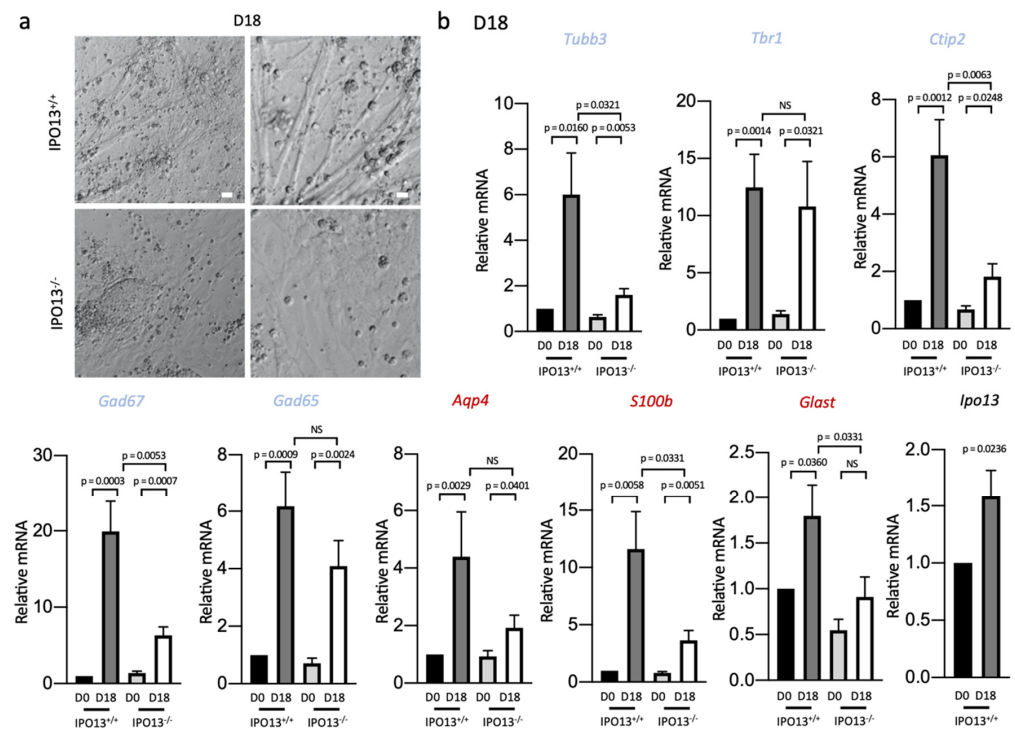 a
D18
IPO13+/+
IPO13-/-
b D18
Tubb3
Relative mRNA
10
8
6
4
2
0
p = 0.0321
p = 0.0160 p = 0.0053
D0 D18 D0 D18
IPO13+/+ IPO13-/-
Tbr1
Relative mRNA
20
15
10
5
0
NS
p = 0.0014 p = 0.0321
D0 D18 D0 D18
IPO13+/+ IPO13-/-
Ctip2
Relative mRNA
8
6
4
2
0
p = 0.0063
p = 0.0012 p = 0.0248
D0 D18 D0 D18
IPO13+/+ IPO13-/-
Gad67
Relative mRNA
30
20
10
0
p = 0.0053
p = 0.0003 p = 0.0007
D0 D18 D0 D18
IPO13+/+ IPO13-/-
Gad65
Relative mRNA
8
6
4
2
0
NS
p = 0.0009 p = 0.0024
D0 D18 D0 D18
IPO13+/+ IPO13-/-
Aqp4
Relative mRNA
8
6
4
2
0
NS
p = 0.0029 p = 0.0401
D0 D18 D0 D18
IPO13+/+ IPO13-/-
S100b
Relative mRNA
20
15
10
5
0
p = 0.0331
p = 0.0058 p = 0.0051
D0 D18 D0 D18
IPO13+/+ IPO13-/-
Glast
Relative mRNA
2.5
2.0
1.5
1.0
0.5
0.0
p = 0.0331
p = 0.0360 NS
D0 D18 D0 D18
IPO13+/+ IPO13-/-
Ipo13
Relative mRNA
2.0
1.5
1.0
0.5
0.0
p = 0.0236
D0 D18
IPO13+/+